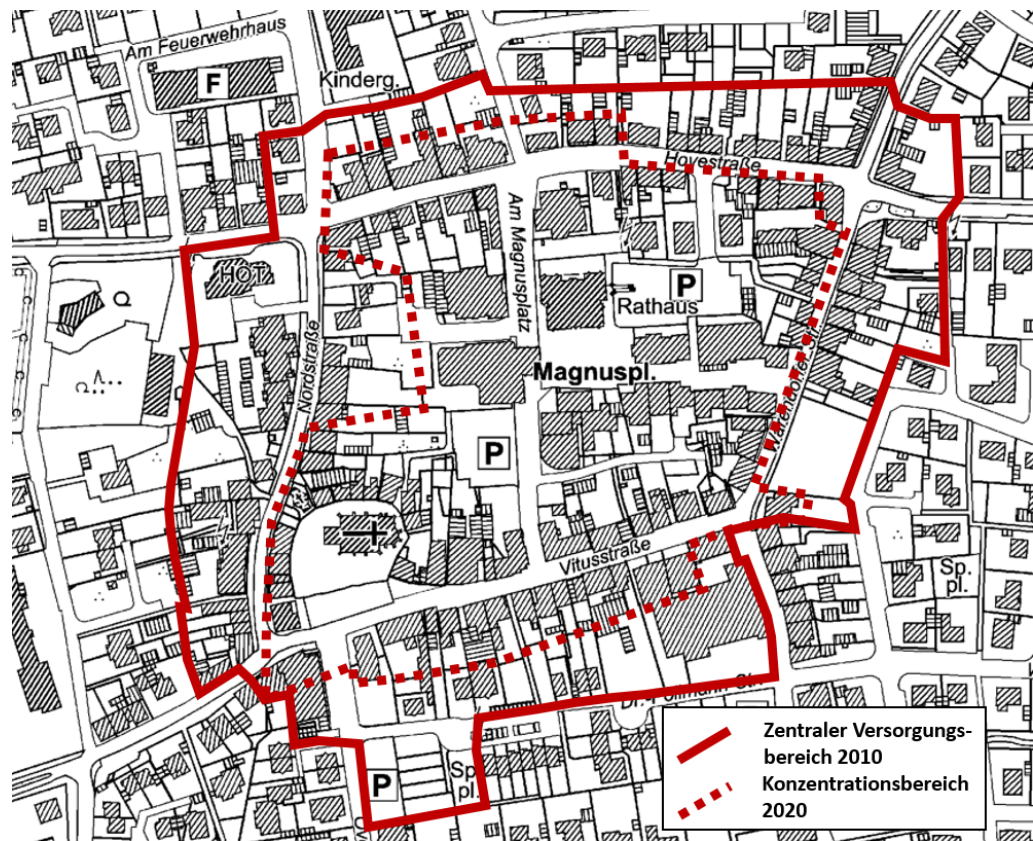 Am Feuerwehrhaus
F
Kinderg.
Hovestraße
Am Magnusplatz
HOT
P
Rathaus
Nordstraße
Magnuspl.
P
Vitusstraße
Sp.
pl.
P
Sp.
pl.
Zentraler Versorgungs-
bereich 2010
Konzentrationsbereich
2020